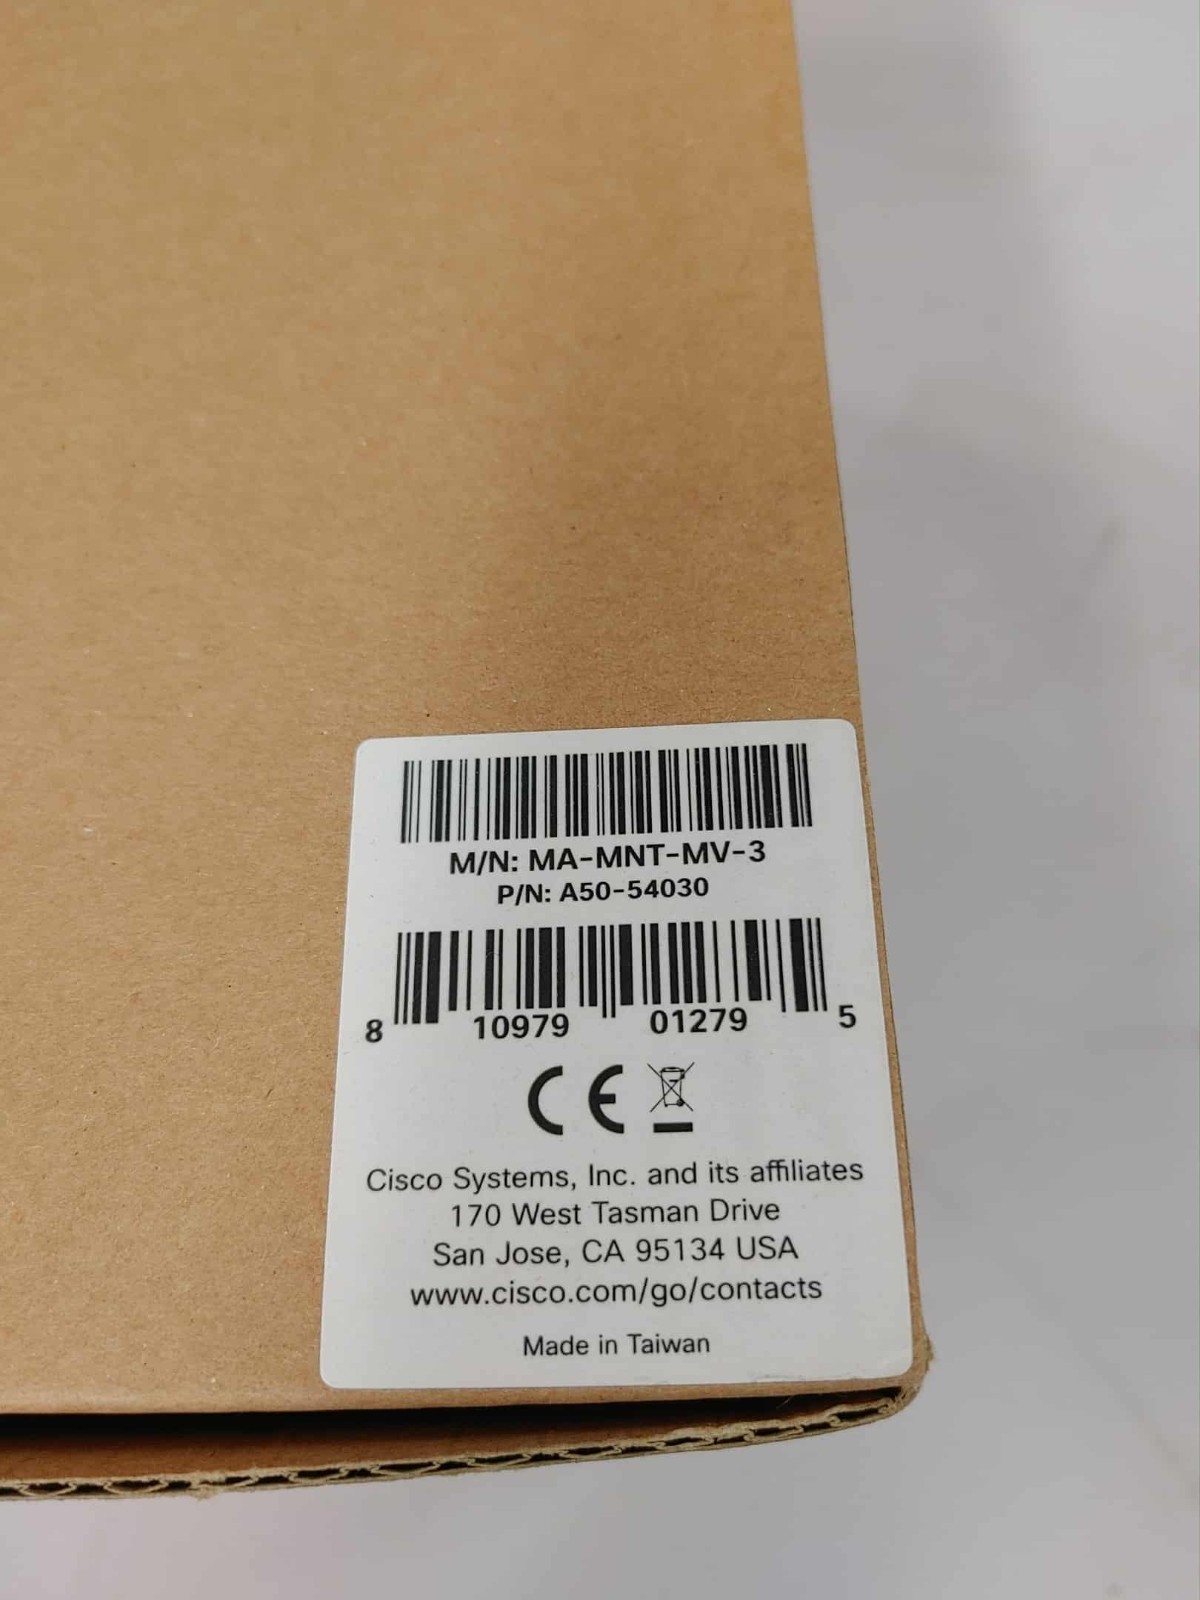 M/N: MA-MNT-MV-3
P/N: A50-54030
8 10979 01279 5
CE
Cisco Systems, Inc. and its affiliates
170 West Tasman Drive
San Jose, CA 95134 USA
www.cisco.com/go/contacts
Made in Taiwan